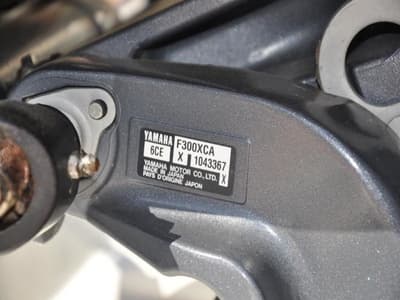 YAMAHA F300XCA
6CE X 1043367
YAMAHA MOTOR CO., LTD. X
MADE IN JAPAN
PAYS D'ORIGINE JAPON